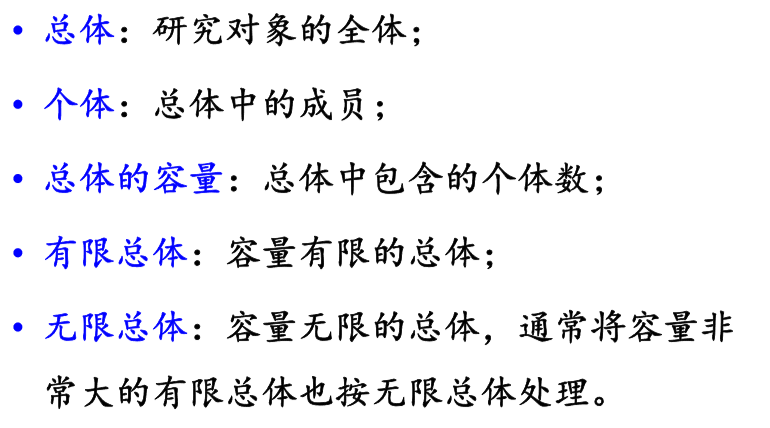 • 总体：研究对象的全体；
• 个体：总体中的成员；
• 总体的容量：总体中包含的个体数；
• 有限总体：容量有限的总体；
• 无限总体：容量无限的总体，通常将容量非
常大的有限总体也按无限总体处理。